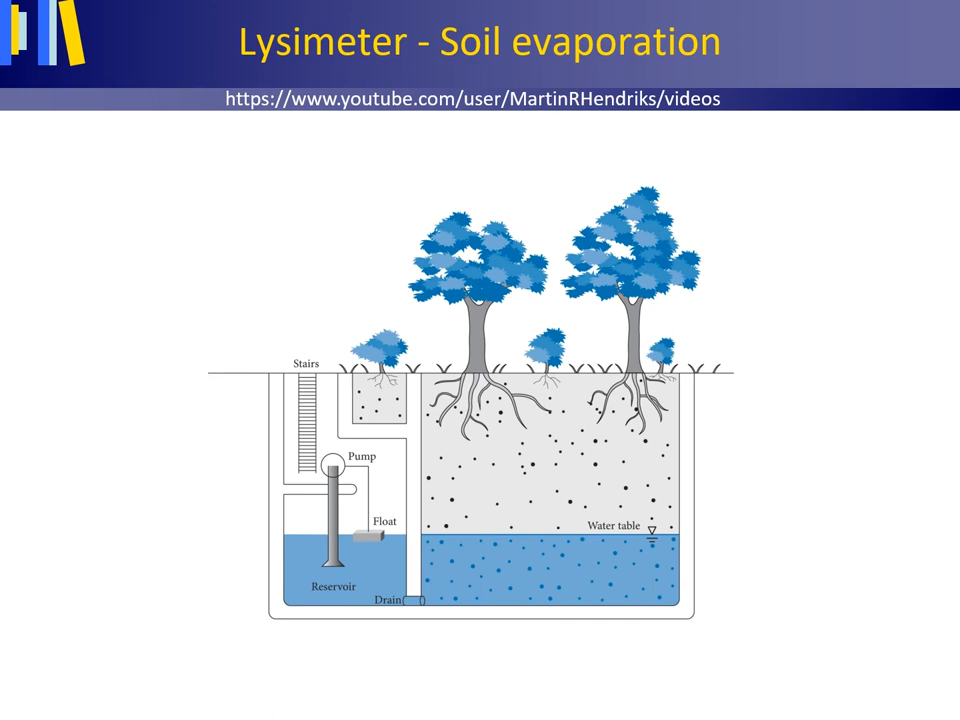 Lysimeter - Soil evaporation
https://www.youtube.com/user/MartinRHendriks/videos
Stairs
Pump
Float
Water table
Reservoir
Drain